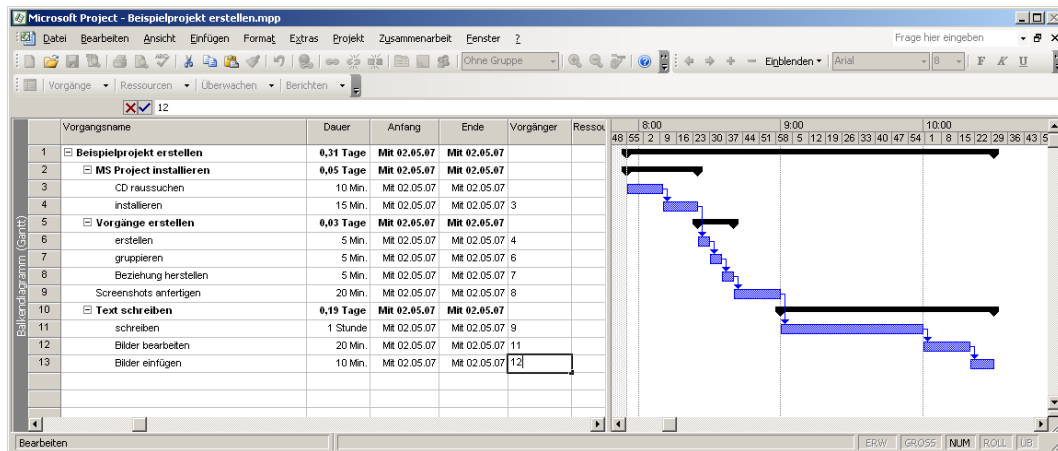 Microsoft Project - Beispielprojekt erstellen.mpp
Datei Bearbeiten Ansicht Einfügen Format Extras Projekt Zusammenarbeit Fenster ? Frage hier eingeben
Ohne Gruppe Einblenden Arial 8 F K U
Vorgänge Ressourcen Überwachen Berichten
12
Vorgangsname Dauer Anfang Ende Vorgänger Ressou 8:00 9:00 10:00
48 55 2 9 16 23 30 37 44 51 58 5 12 19 26 33 40 47 54 1 8 15 22 29 36 43 5
1 Beispielprojekt erstellen 0,31 Tage Mit 02.05.07 Mit 02.05.07
2 MS Project installieren 0,05 Tage Mit 02.05.07 Mit 02.05.07
3 CD raussuchen 10 Min. Mit 02.05.07 Mit 02.05.07
4 installieren 15 Min. Mit 02.05.07 Mit 02.05.07 3
5 Vorgänge erstellen 0,03 Tage Mit 02.05.07 Mit 02.05.07
6 erstellen 5 Min. Mit 02.05.07 Mit 02.05.07 4
7 gruppieren 5 Min. Mit 02.05.07 Mit 02.05.07 6
8 Beziehung herstellen 5 Min. Mit 02.05.07 Mit 02.05.07 7
9 Screenshots anfertigen 20 Min. Mit 02.05.07 Mit 02.05.07 8
10 Text schreiben 0,19 Tage Mit 02.05.07 Mit 02.05.07
11 schreiben 1 Stunde Mit 02.05.07 Mit 02.05.07 9
12 Bilder bearbeiten 20 Min. Mit 02.05.07 Mit 02.05.07 11
13 Bilder einfügen 10 Min. Mit 02.05.07 Mit 02.05.07 12
Balkendiagramm (Gantt)
Bearbeiten ERW GROSS NUM ROLL ÜB